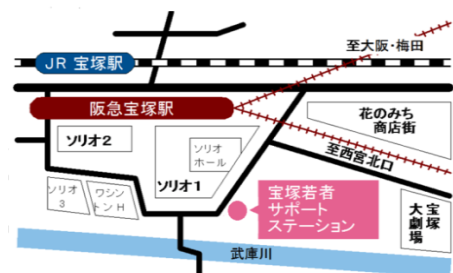 至大阪・梅田
JR 宝塚駅
阪急宝塚駅
花のみち
商店街
ソリオ2
ソリオ
ホール
至西宮北口
ソリオ1
ソリオ
3
ワシン
トンH
宝塚若者
サポート
ステーション
宝塚
大劇場
武庫川